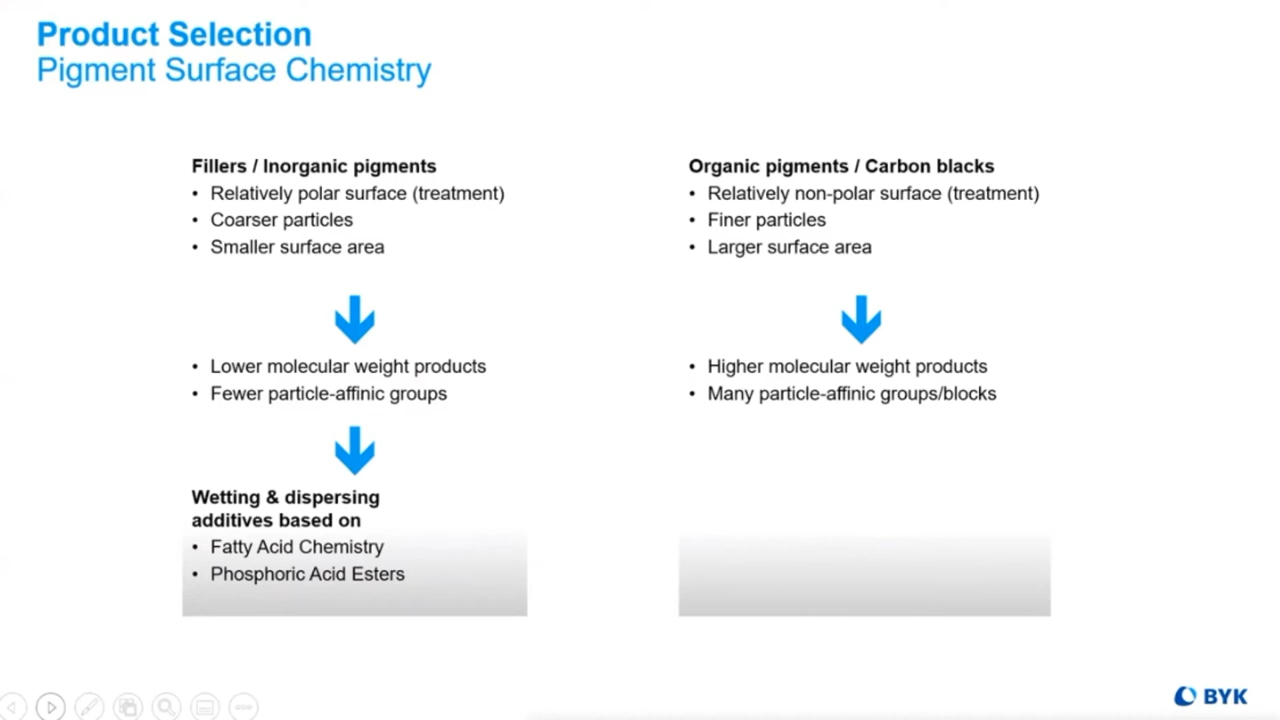 Product Selection
Pigment Surface Chemistry
Fillers / Inorganic pigments
• Relatively polar surface (treatment)
• Coarser particles
• Smaller surface area
• Lower molecular weight products
• Fewer particle-affinic groups
Wetting & dispersing
additives based on
• Fatty Acid Chemistry
• Phosphoric Acid Esters
Organic pigments / Carbon blacks
• Relatively non-polar surface (treatment)
• Finer particles
• Larger surface area
• Higher molecular weight products
• Many particle-affinic groups/blocks
BYK